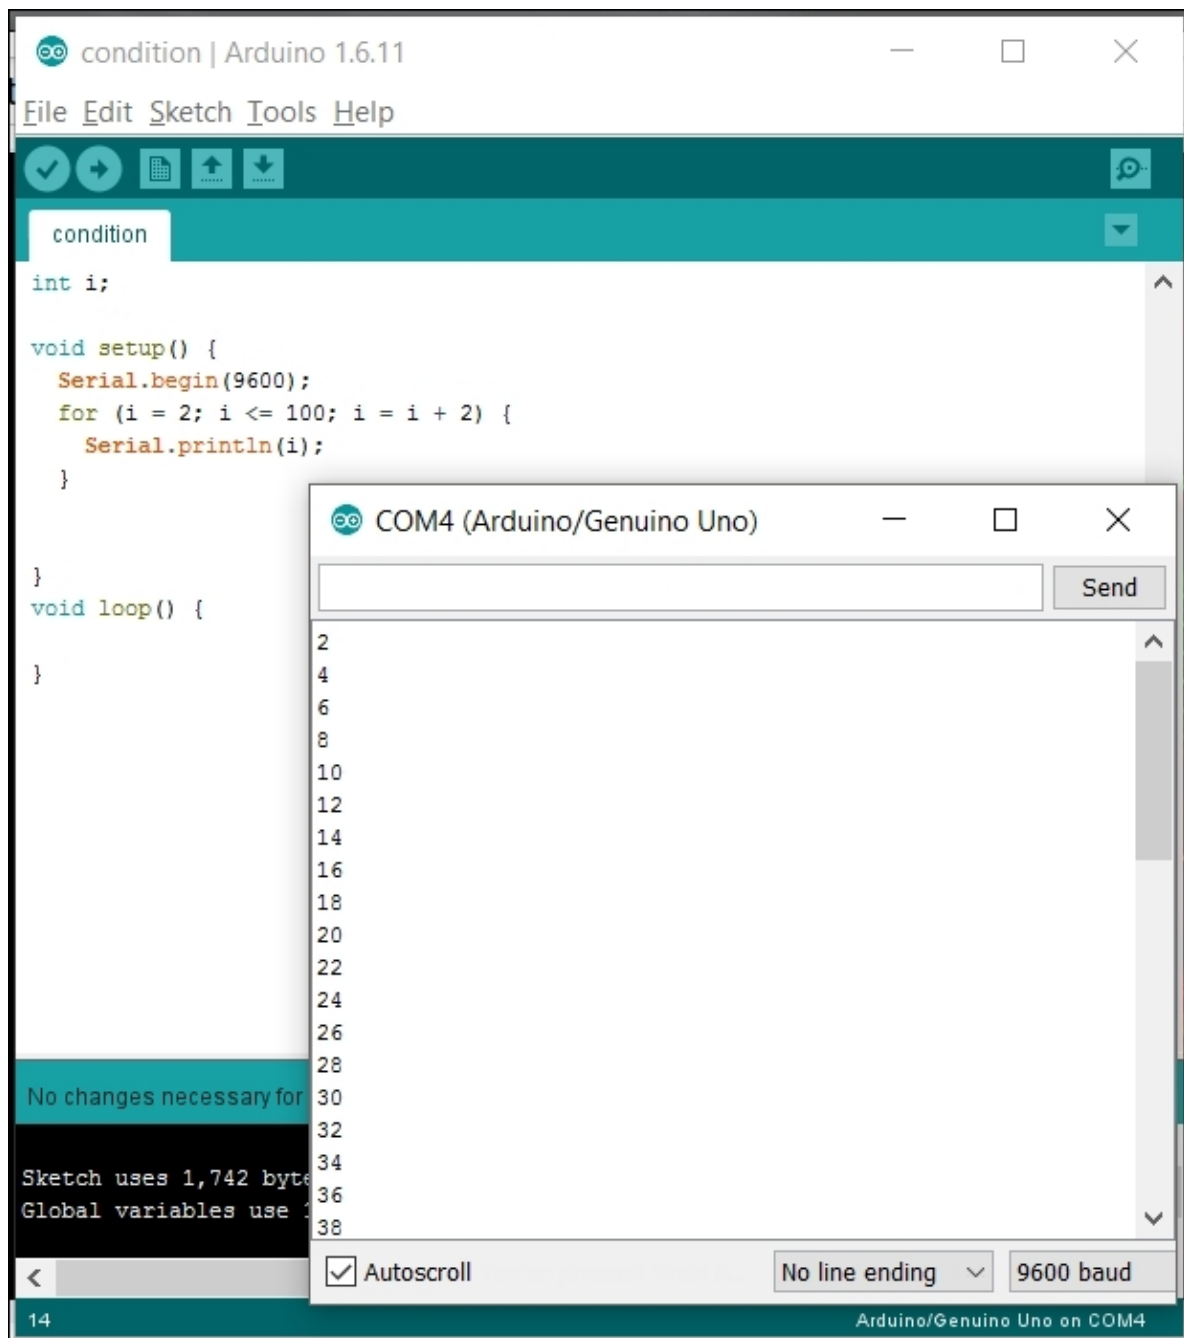 condition | Arduino 1.6.11
File Edit Sketch Tools Help
condition
int i;
void setup() {
Serial.begin(9600);
for (i = 2; i <= 100; i = i + 2) {
Serial.println(i);
}
}
void loop() {
}
COM4 (Arduino/Genuino Uno)
Send
2
4
6
8
10
12
14
16
18
20
22
24
26
28
30
32
34
36
38
Autoscroll
No line ending
9600 baud
No changes necessary for
Sketch uses 1,742 byte
Global variables use
14
Arduino/Genuino Uno on COM4